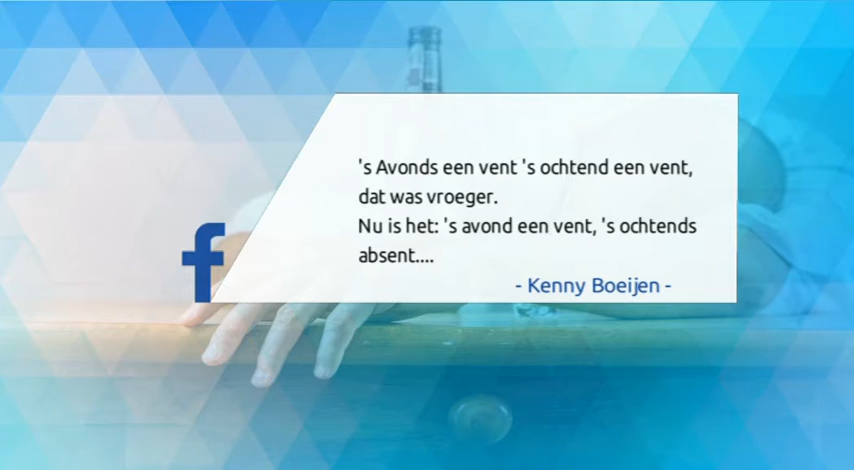 's Avonds een vent 's ochtend een vent,
dat was vroeger.
Nu is het: 's avond een vent, 's ochtends
absent....
- Kenny Boeijen -